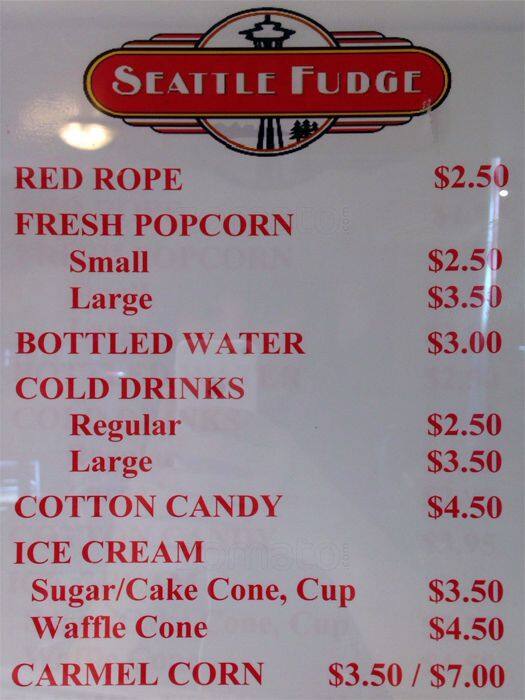 SEATTLE FUDGE
RED ROPE $2.50
FRESH POPCORN
Small $2.50
Large $3.50
BOTTLED WATER $3.00
COLD DRINKS
Regular $2.50
Large $3.50
COTTON CANDY $4.50
ICE CREAM
Sugar/Cake Cone, Cup $3.50
Waffle Cone $4.50
CARMEL CORN $3.50 / $7.00